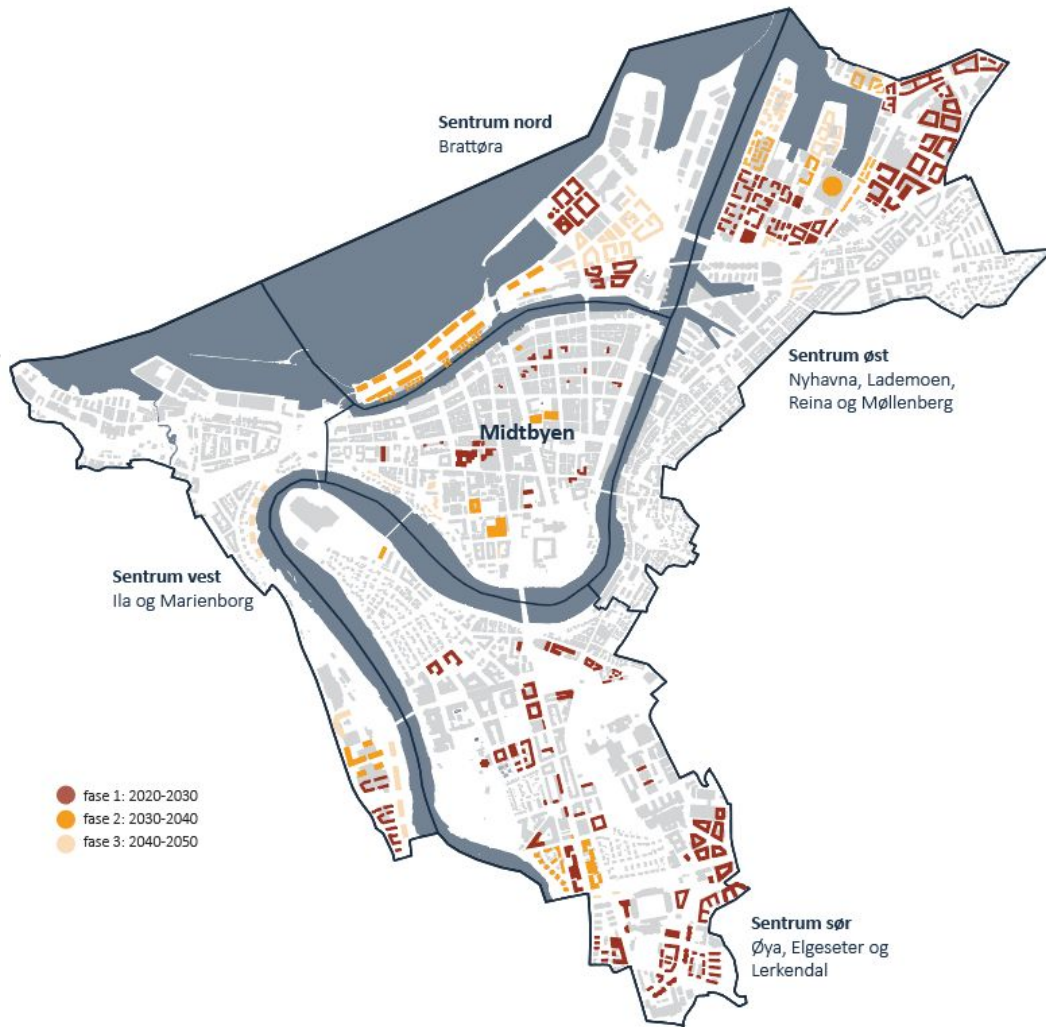 Sentrum nord
Brattøra
Sentrum øst
Nyhavna, Lademoen,
Reina og Møllenberg
Midtbyen
Sentrum vest
Ila og Marienborg
fase 1: 2020-2030
fase 2: 2030-2040
fase 3: 2040-2050
Sentrum sør
Øya, Elgeseter og
Lerkendal